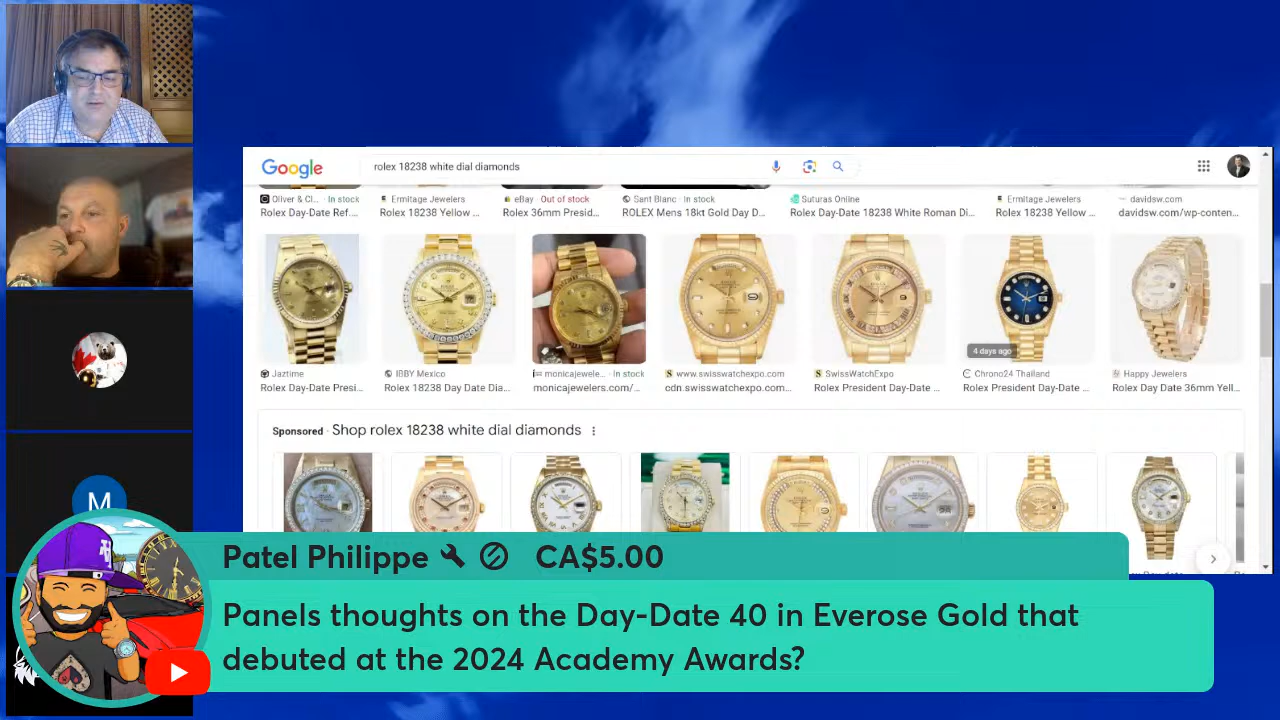 Google
rolex 18238 white dial diamonds
Oliver & Cl... · In stock
Rolex Day-Date Ref....
Ermitage Jewelers
Rolex 18238 Yellow ...
eBay · Out of stock
Rolex 36mm Presid...
Sant Blanc · In stock
ROLEX Mens 18kt Gold Day D...
Suturas Online
Rolex Day-Date 18238 White Roman Di...
Ermitage Jewelers
Rolex 18238 Yellow ...
davidsw.com
davidsw.com/wp-conten...
4 days ago
Jaztime
Rolex Day-Date Presi...
IBBY Mexico
Rolex 18238 Day Date Dia...
monicajewele... · In stock
monicajewelers.com/...
www.swisswatchexpo.com
cdn.swisswatchexpo.com...
SwissWatchExpo
Rolex President Day-Date ...
Chrono24 Thailand
Rolex President Day-Date ...
Happy Jewelers
Rolex Day Date 36mm Yell...
Sponsored · Shop rolex 18238 white dial diamonds
M
Patel Philippe CA$5.00
Panels thoughts on the Day-Date 40 in Everose Gold that
debuted at the 2024 Academy Awards?